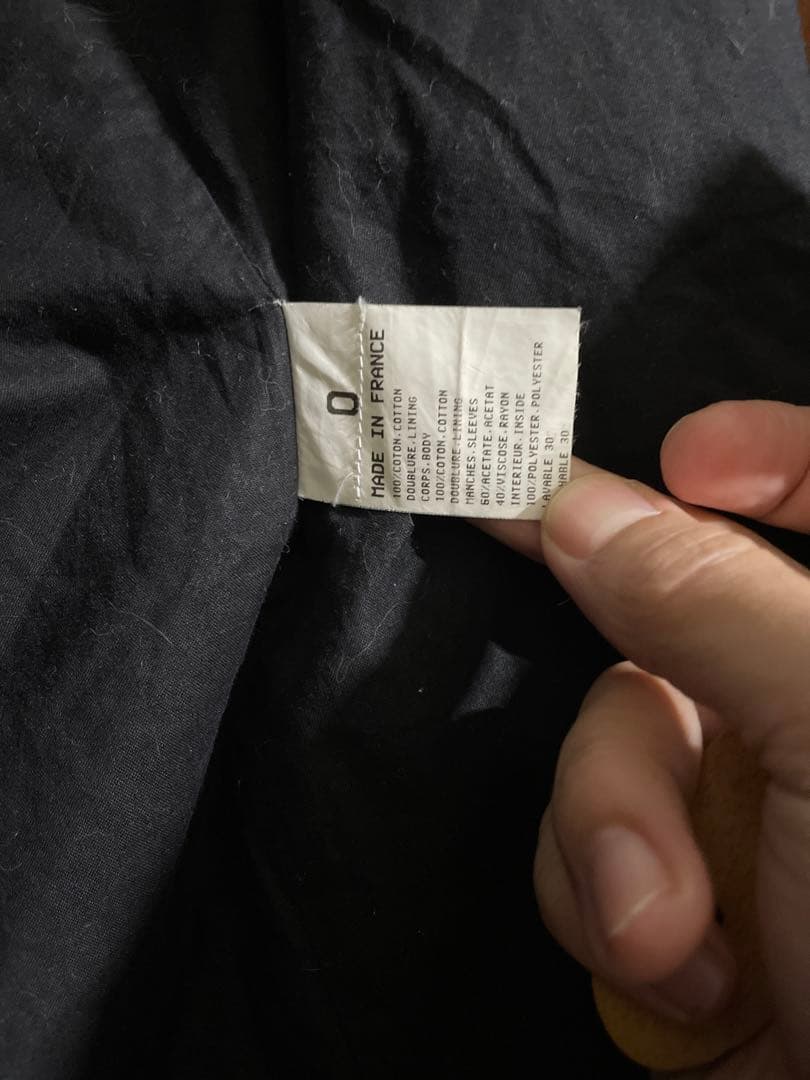 0
MADE IN FRANCE
100%COTON.COTTON
DOUBLURE.LINING
CORPS.BODY
100%COTON.COTTON
DOUBLURE.LINING
MANCHES.SLEEVES
60%ACETATE.ACETAT
40%VISCOSE.RAYON
INTERIEUR.INSIDE
100%POLYESTER.POLYESTER
LAVABLE 30
30